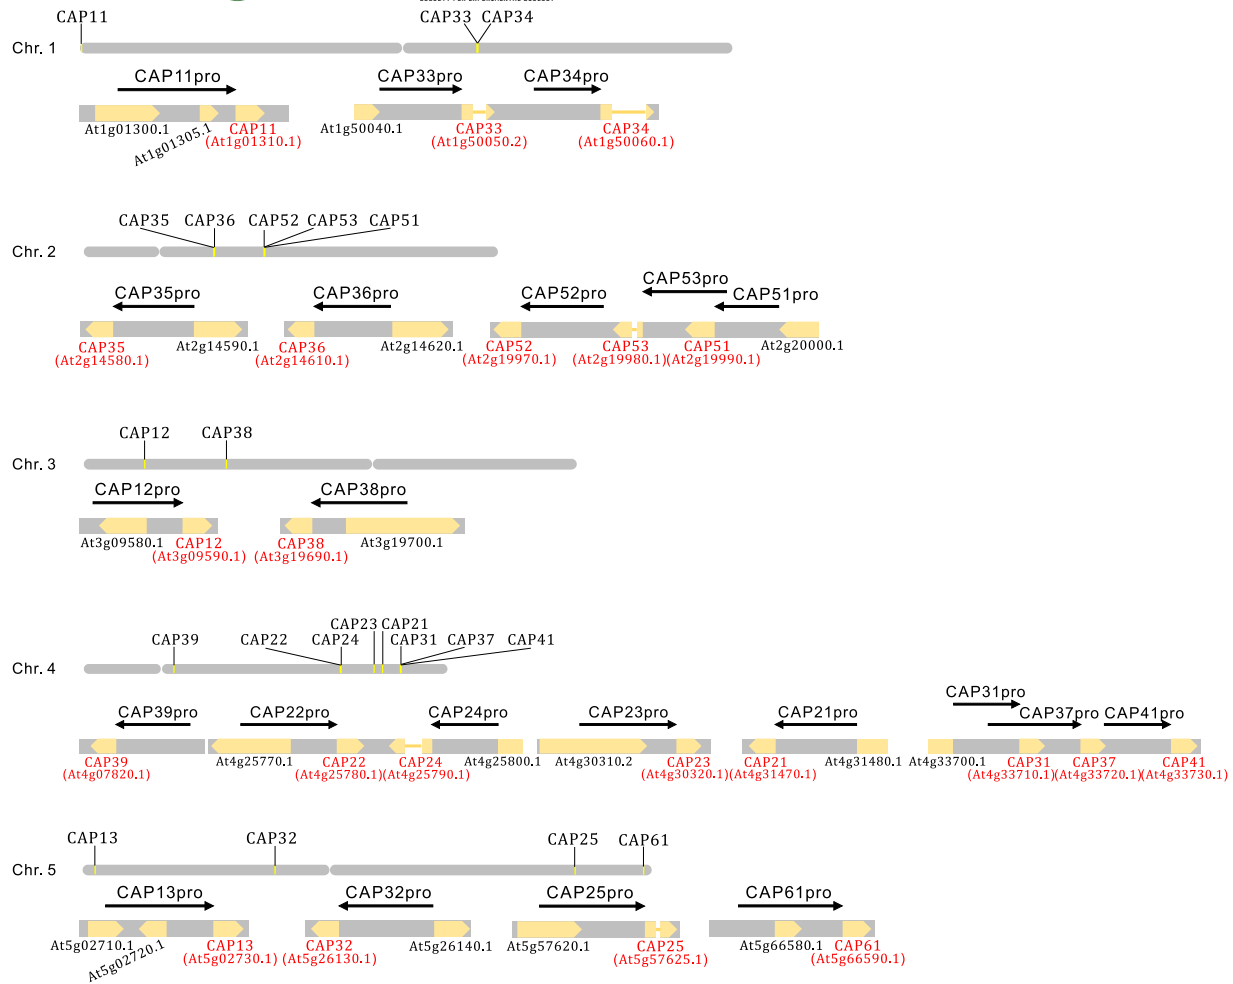 CAP11 CAP33 CAP34
Chr. 1
CAP11pro CAP33pro CAP34pro
At1g01300.1 At1g01305.1 CAP11 At1g50040.1 CAP33 CAP34
(At1g01310.1) (At1g50050.2) (At1g50060.1)
CAP35 CAP36 CAP52 CAP53 CAP51
Chr. 2
CAP53pro
CAP35pro CAP36pro CAP52pro CAP51pro
CAP35 At2g14590.1 CAP36 At2g14620.1 CAP52 CAP53 CAP51 At2g20000.1
(At2g14580.1) (At2g14610.1) (At2g19970.1) (At2g19980.1) (At2g19990.1)
CAP12 CAP38
Chr. 3
CAP12pro CAP38pro
At3g09580.1 CAP12 CAP38 At3g19700.1
(At3g09590.1) (At3g19690.1)
CAP23 CAP21
CAP39 CAP22 CAP24 CAP31 CAP37 CAP41
Chr. 4
CAP31pro
CAP39pro CAP22pro CAP24pro CAP23pro CAP21pro CAP37pro CAP41pro
CAP39 At4g25770.1 CAP22 CAP24 At4g25800.1 At4g30310.2 CAP23 CAP21 At4g31480.1 At4g33700.1 CAP31 CAP37 CAP41
(At4g07820.1) (At4g25780.1) (At4g25790.1) (At4g30320.1) (At4g31470.1) (At4g33710.1) (At4g33720.1) (At4g33730.1)
CAP13 CAP32 CAP25 CAP61
Chr. 5
CAP13pro CAP32pro CAP25pro CAP61pro
At5g02710.1 At5g02720.1 CAP13 CAP32 At5g26140.1 At5g57620.1 CAP25 At5g66580.1 CAP61
(At5g02730.1) (At5g26130.1) (At5g57625.1) (At5g66590.1)